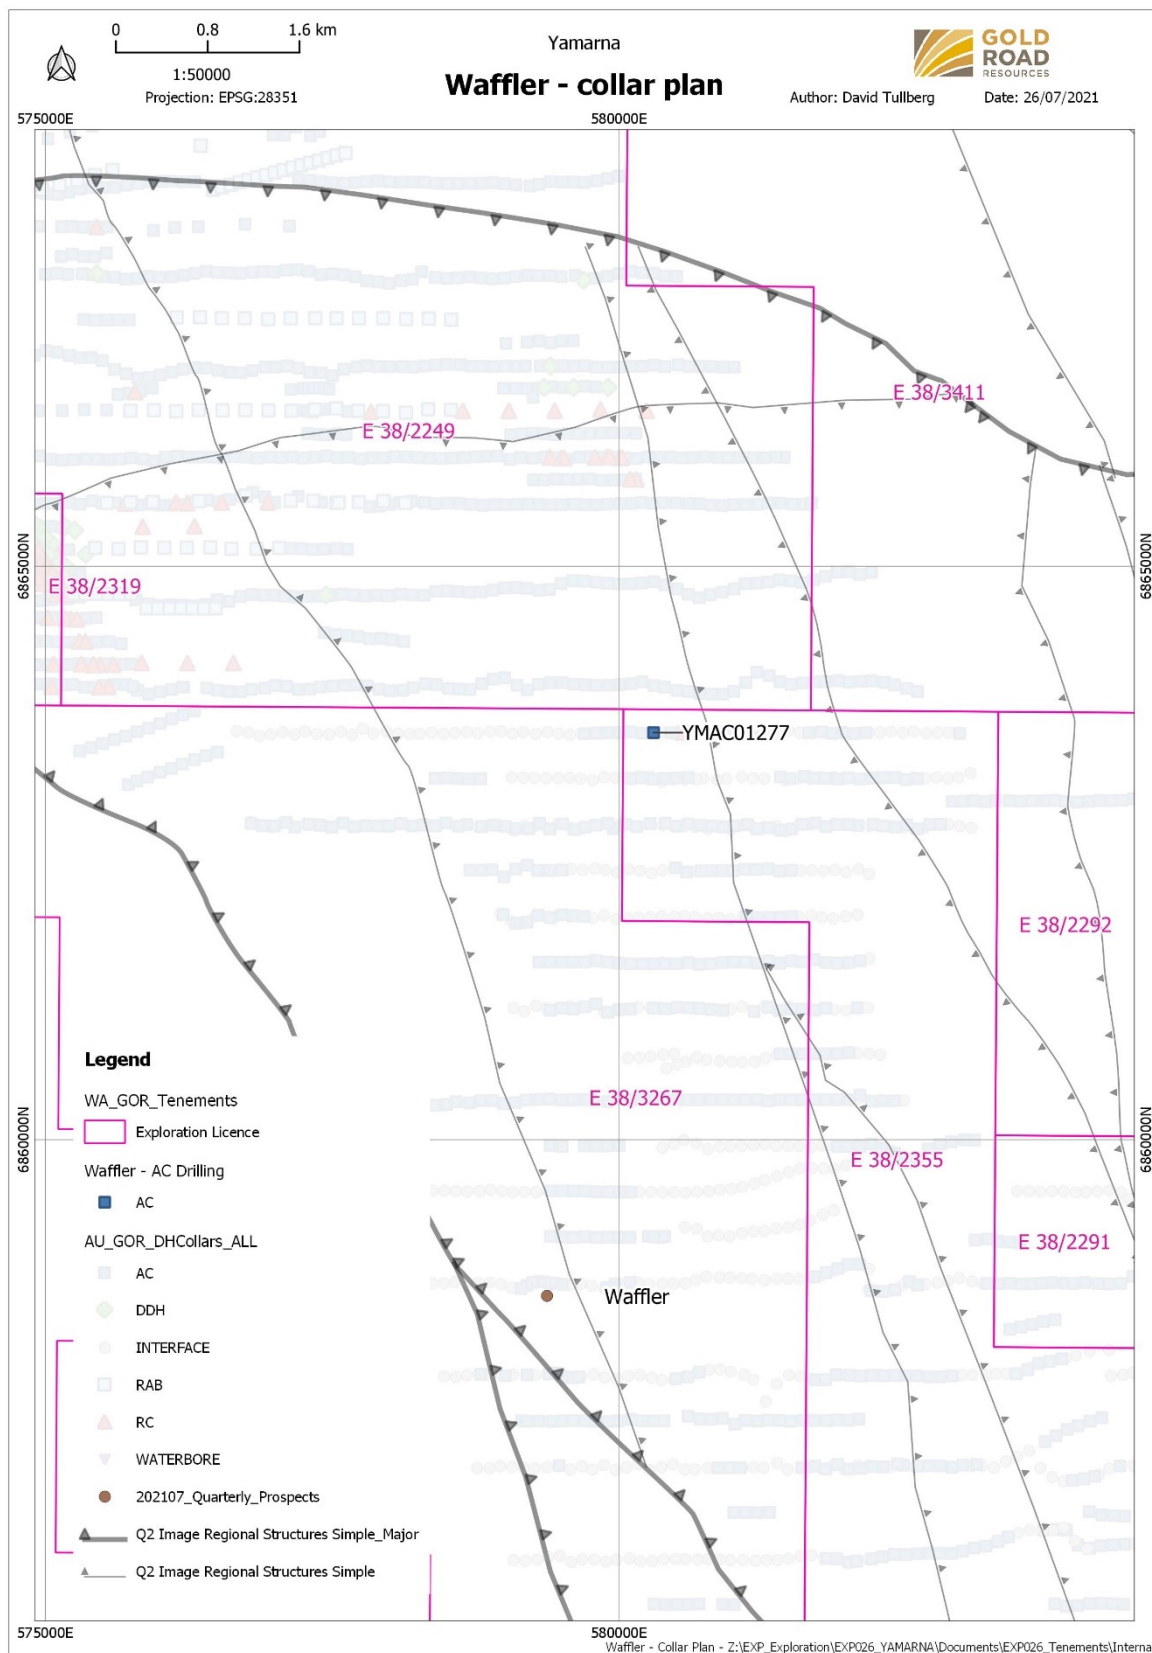 0 0.8 1.6 km
1:50000
Projection: EPSG:28351
Yamarna
Waffler - collar plan
GOLD
ROAD
RESOURCES
Author: David Tullberg Date: 26/07/2021
575000E 580000E
E 38/3411
E 38/2249
6865000N
6865000N
E 38/2319
YMAC01277
E 38/2292
E 38/3267
6860000N
6860000N
E 38/2355
E 38/2291
Waffler
Legend
WA_GOR_Tenements
Exploration Licence
Waffler - AC Drilling
AC
AU_GOR_DHCollars_ALL
AC
DDH
INTERFACE
RAB
RC
WATERBORE
202107_Quarterly_Prospects
Q2 Image Regional Structures Simple_Major
Q2 Image Regional Structures Simple
575000E 580000E
Waffler - Collar Plan - Z:\EXP_Exploration\EXP026_YAMARNA\Documents\EXP026_Tenements\Interna